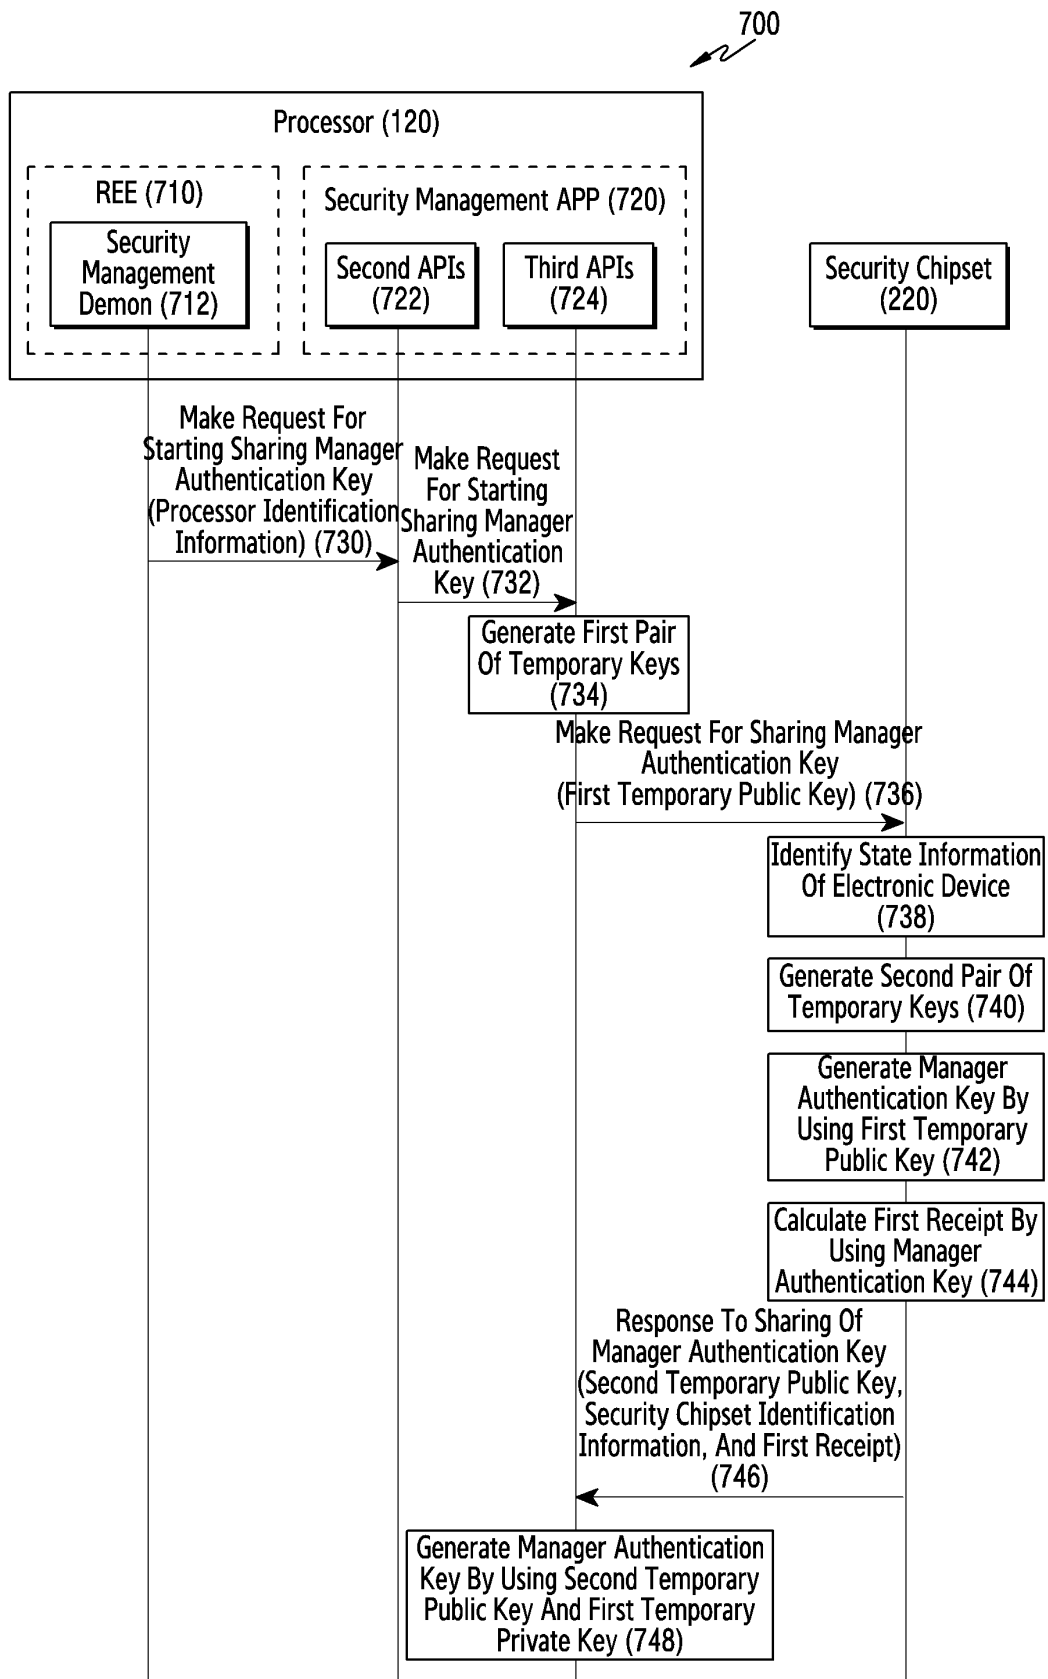 700
Processor (120)
REE (710)
Security
Management
Demon (712)
Security Management APP (720)
Second APIs
(722)
Third APIs
(724)
Security Chipset
(220)
Make Request For
Starting Sharing Manager
Authentication Key
(Processor Identification
Information) (730)
Make Request
For Starting
Sharing Manager
Authentication
Key (732)
Generate First Pair
Of Temporary Keys
(734)
Make Request For Sharing Manager
Authentication Key
(First Temporary Public Key) (736)
Identify State Information
Of Electronic Device
(738)
Generate Second Pair Of
Temporary Keys (740)
Generate Manager
Authentication Key By
Using First Temporary
Public Key (742)
Calculate First Receipt By
Using Manager
Authentication Key (744)
Response To Sharing Of
Manager Authentication Key
(Second Temporary Public Key,
Security Chipset Identification
Information, And First Receipt)
(746)
Generate Manager Authentication
Key By Using Second Temporary
Public Key And First Temporary
Private Key (748)